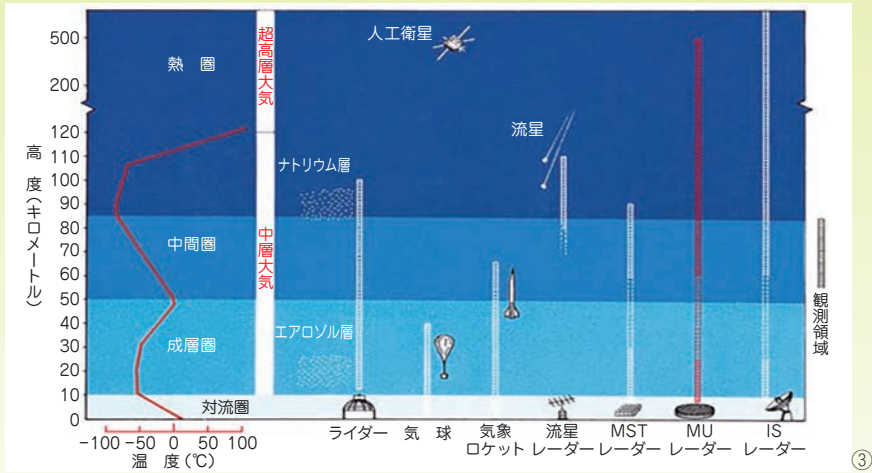 500
200
120
110
100
90
80
70
60
50
40
30
20
10
0
高度(キロメートル)
熱 圏
中間圏
成層圏
対流圏
超高層大気
中層大気
人工衛星
流星
ナトリウム層
エアロゾル層
観測領域
-100 -50 0 50 100
温 度(℃)
ライダー
気 球
気象
ロケット
流星
レーダー
MST
レーダー
MU
レーダー
IS
レーダー
③